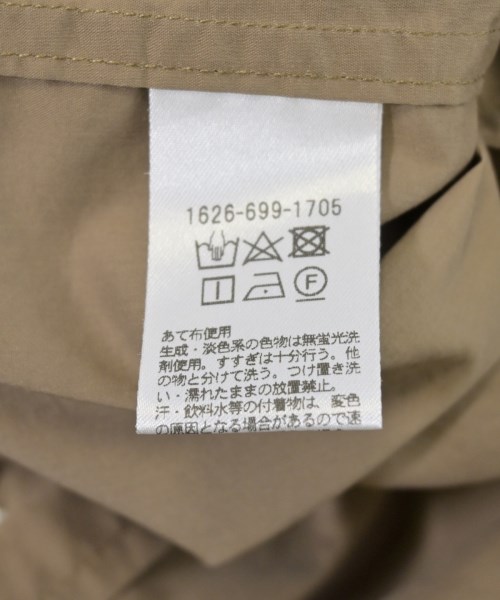 1626-699-1705
F
あて布使用
生成・淡色系の色物は無蛍光洗
剤使用。すすぎは十分行う。他
の物と分けて洗う。つけ置き洗
い・濡れたままの放置禁止。
汗・飲料水等の付着物は、変色
の原因となる場合があるので速